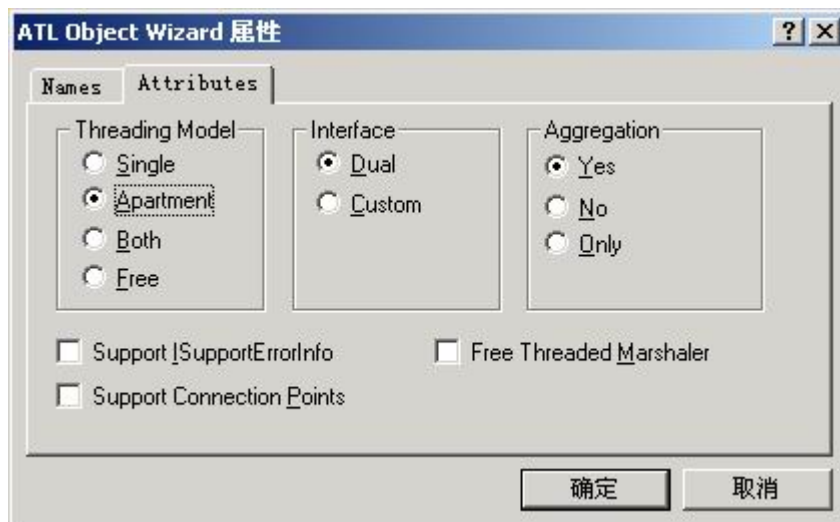 ATL Object Wizard 属性
Names Attributes
Threading Model Interface Aggregation
Single Dual Yes
Apartment Custom No
Both Only
Free
Support ISupportErrorInfo Free Threaded Marshaler
Support Connection Points
确定 取消